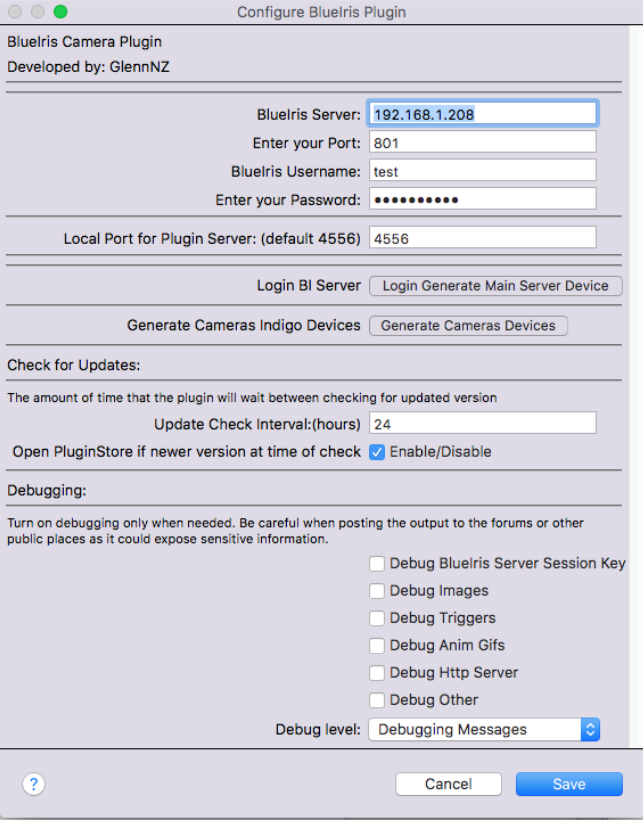 Configure BlueIris Plugin
BlueIris Camera Plugin
Developed by: GlennNZ
BlueIris Server: 192.168.1.208
Enter your Port: 801
BlueIris Username: test
Enter your Password: ••••••••••
Local Port for Plugin Server: (default 4556) 4556
Login BI Server Login Generate Main Server Device
Generate Cameras Indigo Devices Generate Cameras Devices
Check for Updates:
The amount of time that the plugin will wait between checking for updated version
Update Check Interval:(hours) 24
Open PluginStore if newer version at time of check Enable/Disable
Debugging:
Turn on debugging only when needed. Be careful when posting the output to the forums or other
public places as it could expose sensitive information.
Debug BlueIris Server Session Key
Debug Images
Debug Triggers
Debug Anim Gifs
Debug Http Server
Debug Other
Debug level: Debugging Messages
? Cancel Save